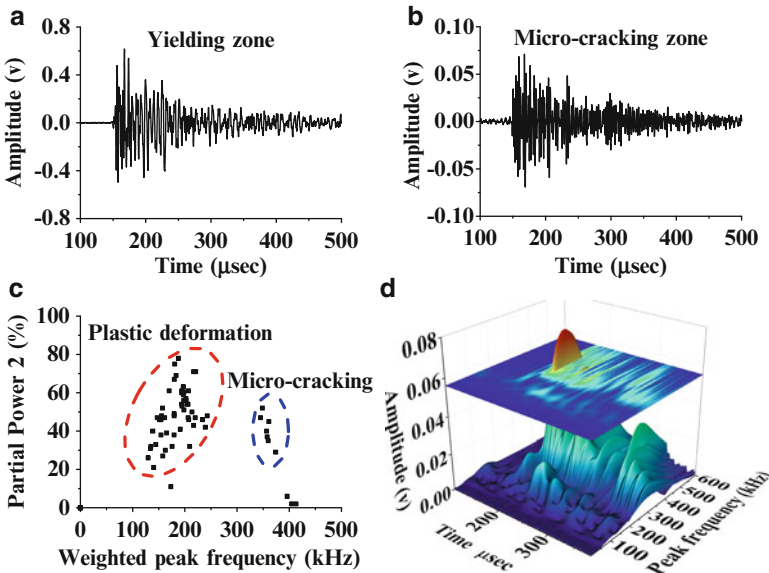 a
Yielding zone
Amplitude (v)
0.8
0.4
0.0
-0.4
-0.8
100 200 300 400 500
Time (μsec)
b
Micro-cracking zone
Amplitude (v)
0.10
0.05
0.00
-0.05
-0.10
100 200 300 400 500
Time (μsec)
c
Plastic deformation
Micro-cracking
Partial Power 2 (%)
100
80
60
40
20
0
0 100 200 300 400 500
Weighted peak frequency (kHz)
d
Amplitude (v)
0.08
0.06
0.04
0.02
0.00
Time μsec
200
300
Peak frequency (kHz)
600
500
400
300
200
100